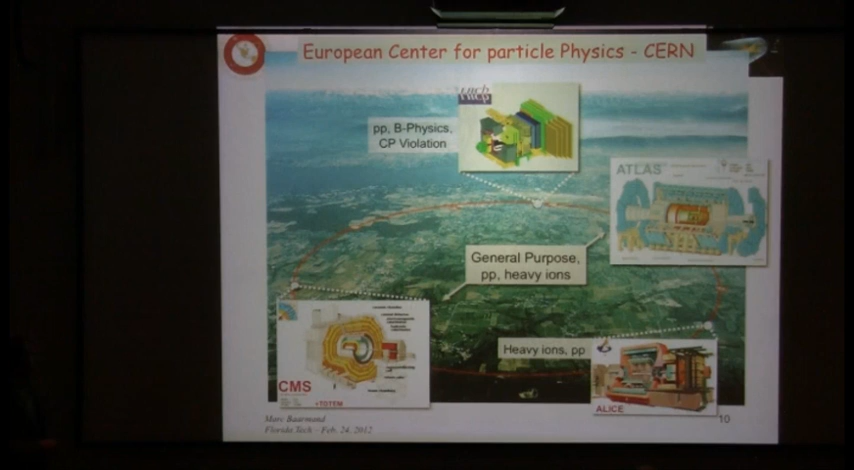 European Center for particle Physics - CERN
pp, B-Physics,
CP Violation
ATLAS
General Purpose,
pp, heavy ions
Heavy ions, pp
CMS
+TOTEM
ALICE
Marc Baarmand
Florida Tech – Feb. 24, 2012
10